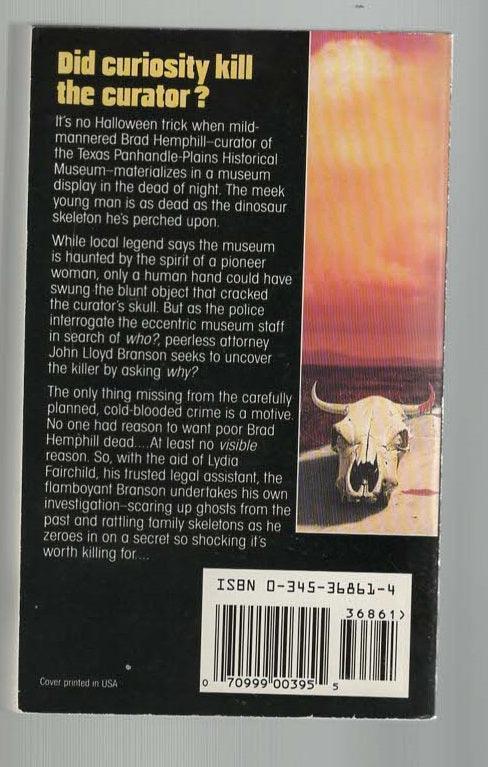 Did curiosity kill
the curator?
It's no Halloween trick when mild-
mannered Brad Hemphill–curator of
the Texas Panhandle-Plains Historical
Museum–materializes in a museum
display in the dead of night. The meek
young man is as dead as the dinosaur
skeleton he's perched upon.
While local legend says the museum
is haunted by the spirit of a pioneer
woman, only a human hand could have
swung the blunt object that cracked
the curator's skull. But as the police
interrogate the eccentric museum staff
in search of who?, peerless attorney
John Lloyd Branson seeks to uncover
the killer by asking why?
The only thing missing from the carefully
planned, cold-blooded crime is a motive.
No one had reason to want poor Brad
Hemphill dead....At least no visible
reason. So, with the aid of Lydia
Fairchild, his trusted legal assistant, the
flamboyant Branson undertakes his own
investigation–scaring up ghosts from the
past and rattling family skeletons as he
zeroes in on a secret so shocking it's
worth killing for....
ISBN 0-345-36861-4
36861>
0 70999 00395 5
Cover printed in USA